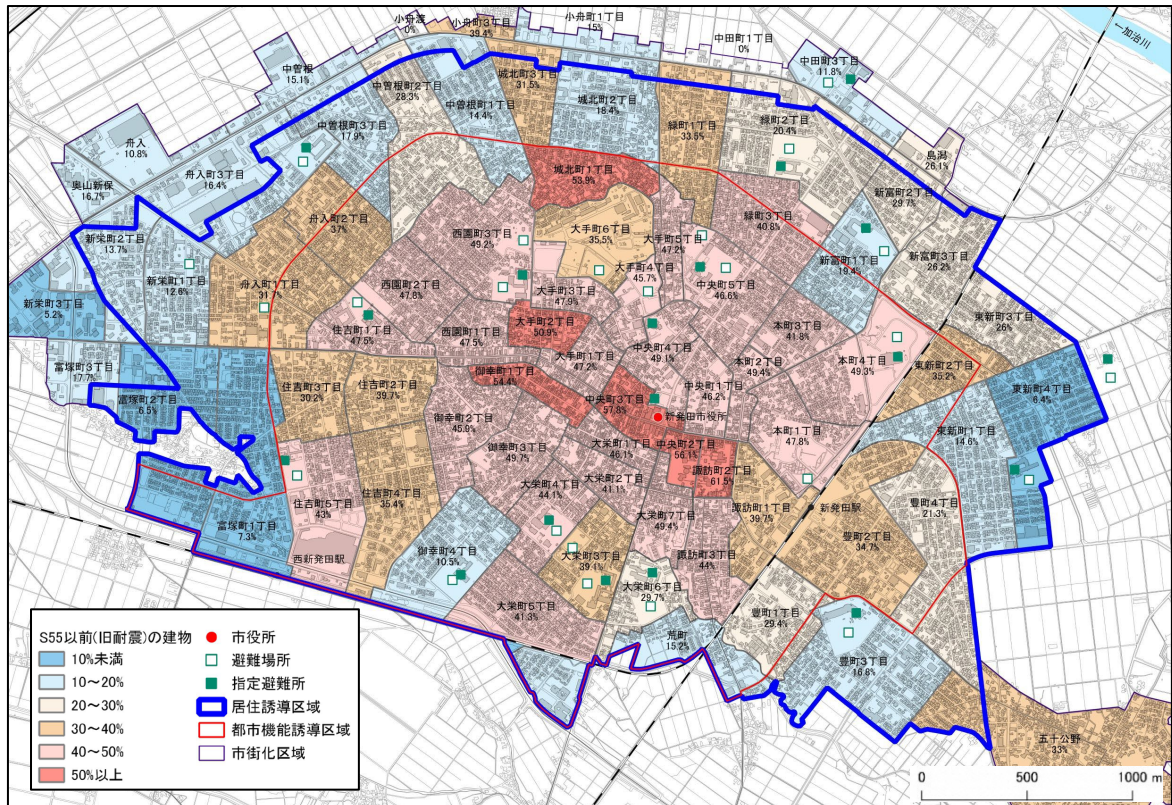 小舟渡
0%
小舟町3丁目
39.4%
小舟町1丁目
15%
中田町1丁目
0%
中田町3丁目
11.8%
加治川
中曽根
15.1%
中曽根町2丁目
28.3%
中曽根町1丁目
14.4%
城北町3丁目
31.5%
城北町2丁目
18.4%
緑町1丁目
33.5%
緑町2丁目
20.4%
島潟
26.1%
舟入
10.8%
中曽根町3丁目
17.9%
奥山新保
16.7%
舟入町3丁目
16.4%
城北町1丁目
53.9%
新富町2丁目
29.7%
新栄町2丁目
13.7%
舟入町2丁目
37%
西園町3丁目
49.2%
大手町6丁目
35.5%
大手町5丁目
47.2%
緑町3丁目
40.8%
新富町1丁目
19.4%
新富町3丁目
26.2%
新栄町1丁目
12.6%
舟入町1丁目
31.7%
西園町2丁目
47.8%
大手町3丁目
47.9%
大手町4丁目
45.7%
中央町5丁目
46.6%
新栄町3丁目
5.2%
住吉町1丁目
47.5%
西園町1丁目
47.5%
大手町2丁目
50.9%
大手町1丁目
47.2%
中央町4丁目
49.1%
本町3丁目
41.8%
東新町3丁目
26%
富塚町3丁目
17.7%
本町2丁目
49.4%
本町4丁目
49.3%
東新町2丁目
35.2%
富塚町2丁目
6.5%
住吉町3丁目
30.2%
住吉町2丁目
39.7%
御幸町1丁目
54.4%
中央町1丁目
46.2%
東新町4丁目
6.4%
御幸町2丁目
45.9%
中央町3丁目
57.8%
新発田市役所
本町1丁目
47.8%
東新町1丁目
14.6%
御幸町3丁目
49.7%
大栄町1丁目
46.1%
中央町2丁目
56.1%
諏訪町2丁目
61.5%
住吉町5丁目
43%
住吉町4丁目
35.4%
大栄町4丁目
44.1%
大栄町2丁目
41.1%
豊町4丁目
21.3%
富塚町1丁目
7.3%
大栄町7丁目
49.4%
諏訪町1丁目
39.7%
新発田駅
豊町2丁目
34.7%
西新発田駅
御幸町4丁目
10.5%
大栄町3丁目
39.1%
諏訪町3丁目
44%
大栄町6丁目
29.7%
大栄町5丁目
41.3%
豊町1丁目
29.4%
荒町
15.2%
豊町3丁目
16.8%
五十公野
33%
S55以前(旧耐震)の建物
10%未満
10～20%
20～30%
30～40%
40～50%
50%以上
市役所
避難場所
指定避難所
居住誘導区域
都市機能誘導区域
市街化区域
0 500 1000 m